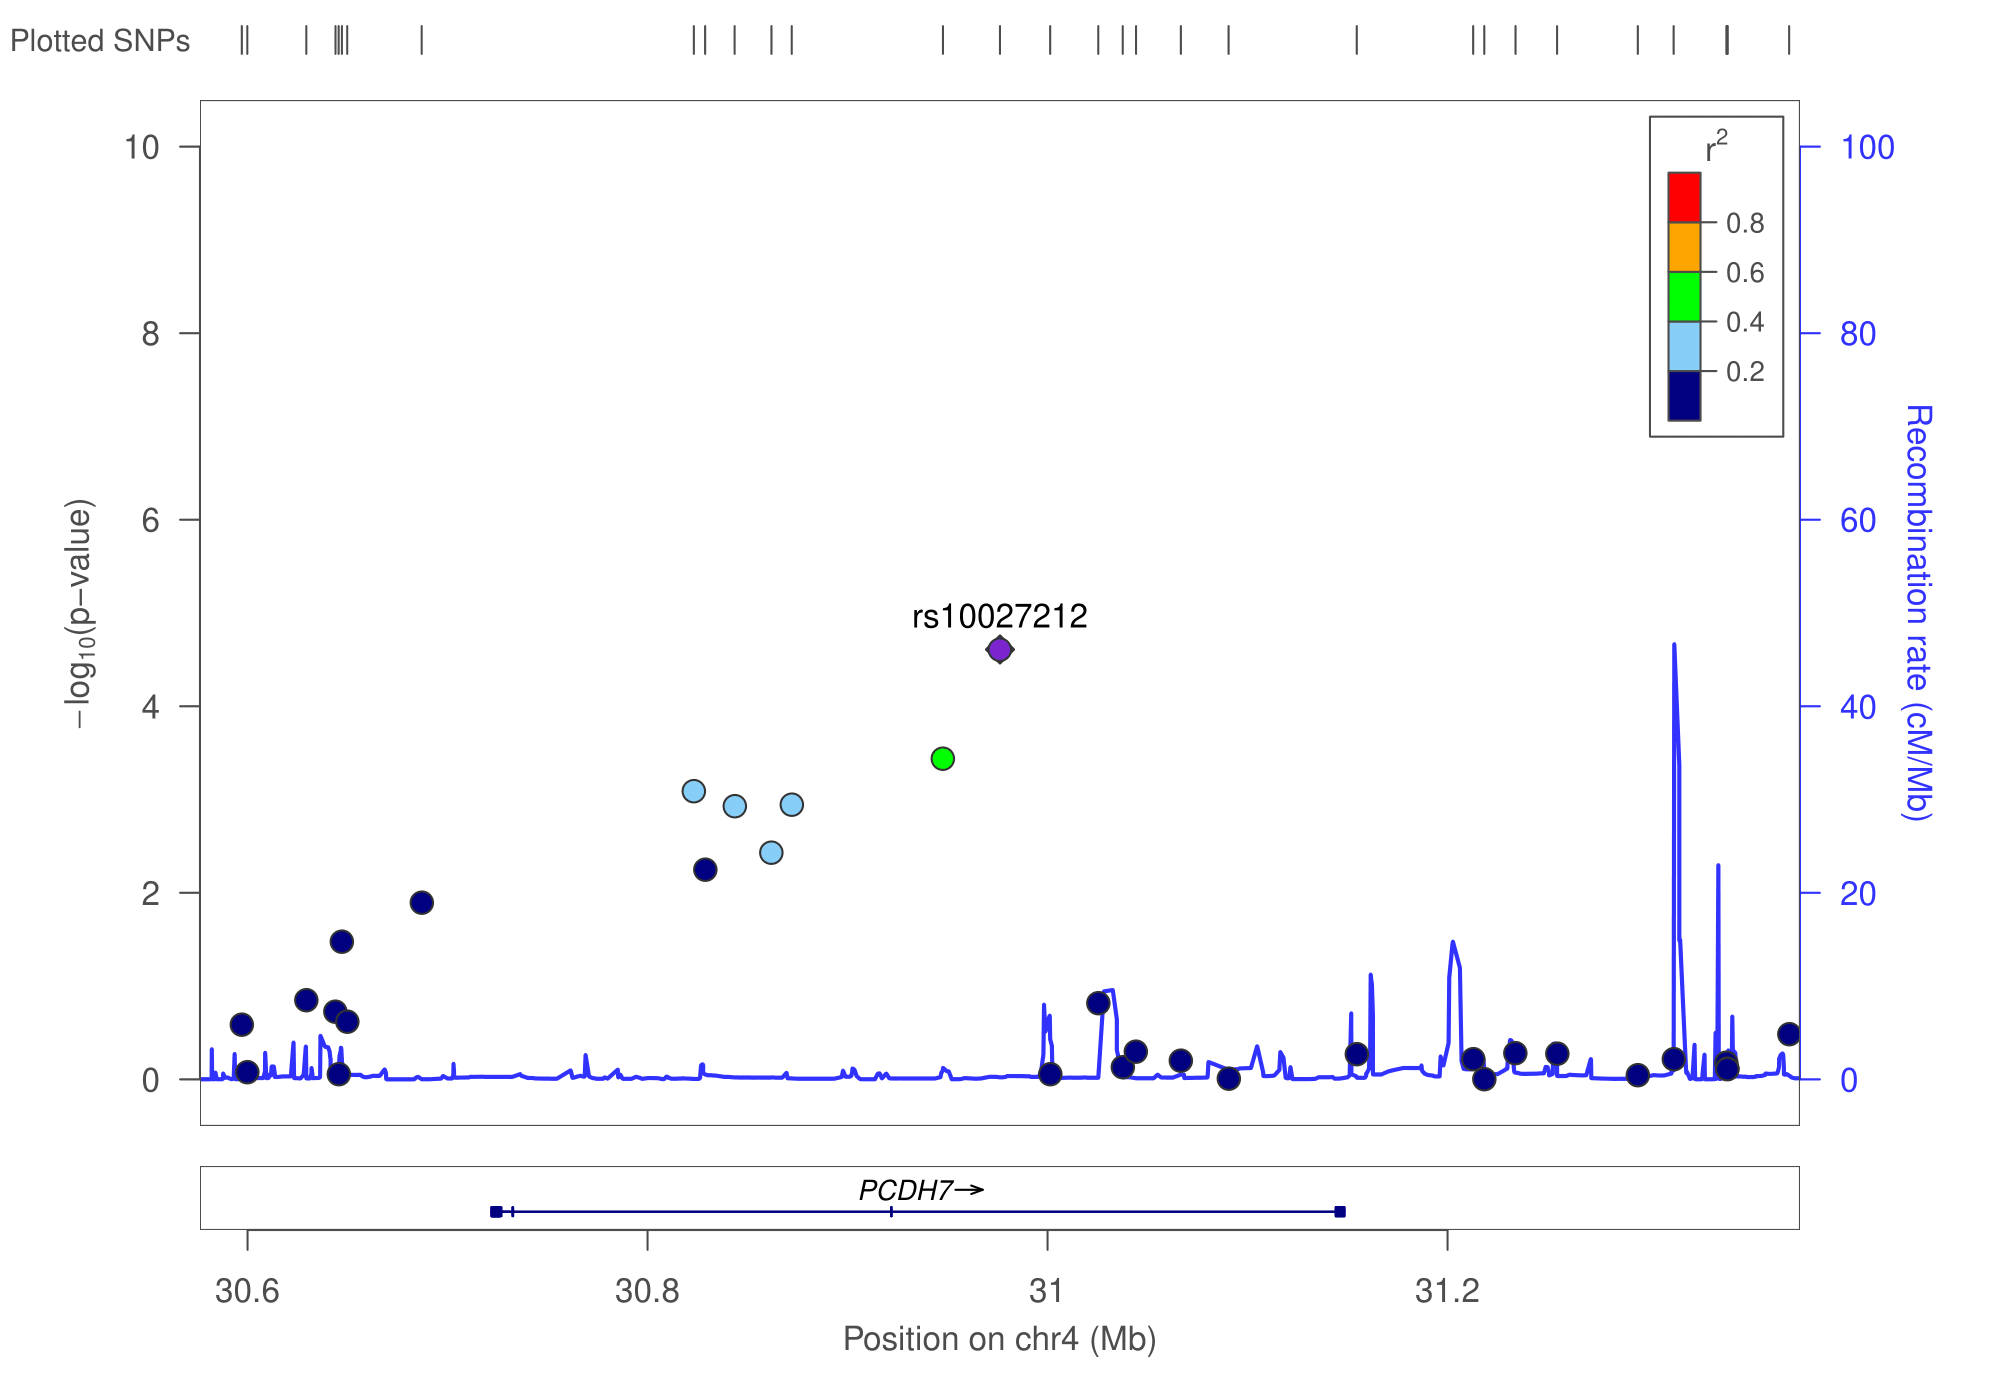 Plotted SNPs
10
8
6
4
2
0
−log10(p−value)
100
80
60
40
20
0
Recombination rate (cM/Mb)
r2
0.8
0.6
0.4
0.2
rs10027212
PCDH7→
30.6
30.8
31
31.2
Position on chr4 (Mb)